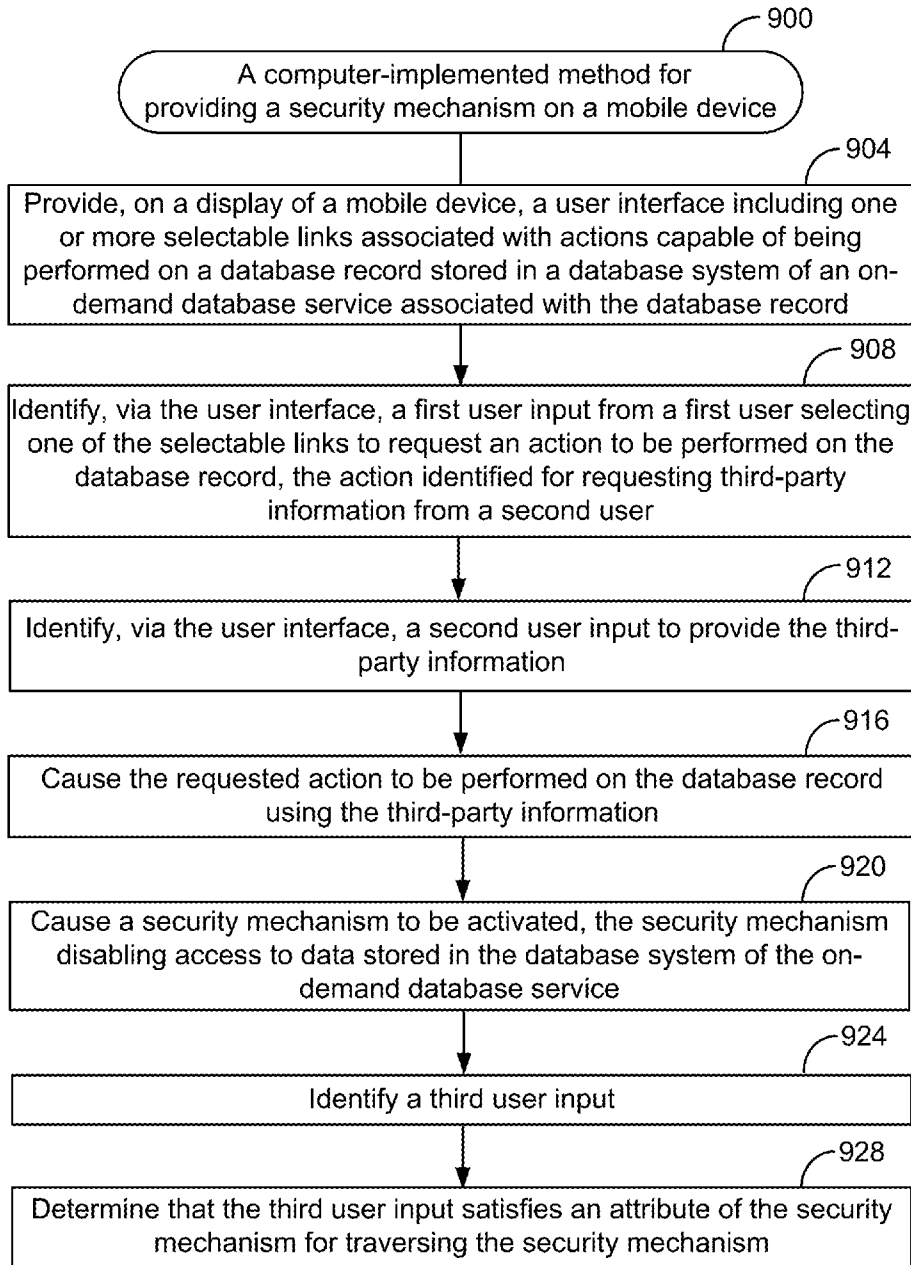 900
A computer-implemented method for
providing a security mechanism on a mobile device
904
Provide, on a display of a mobile device, a user interface including one
or more selectable links associated with actions capable of being
performed on a database record stored in a database system of an on-
demand database service associated with the database record
908
Identify, via the user interface, a first user input from a first user selecting
one of the selectable links to request an action to be performed on the
database record, the action identified for requesting third-party
information from a second user
912
Identify, via the user interface, a second user input to provide the third-
party information
916
Cause the requested action to be performed on the database record
using the third-party information
920
Cause a security mechanism to be activated, the security mechanism
disabling access to data stored in the database system of the on-
demand database service
924
Identify a third user input
928
Determine that the third user input satisfies an attribute of the security
mechanism for traversing the security mechanism